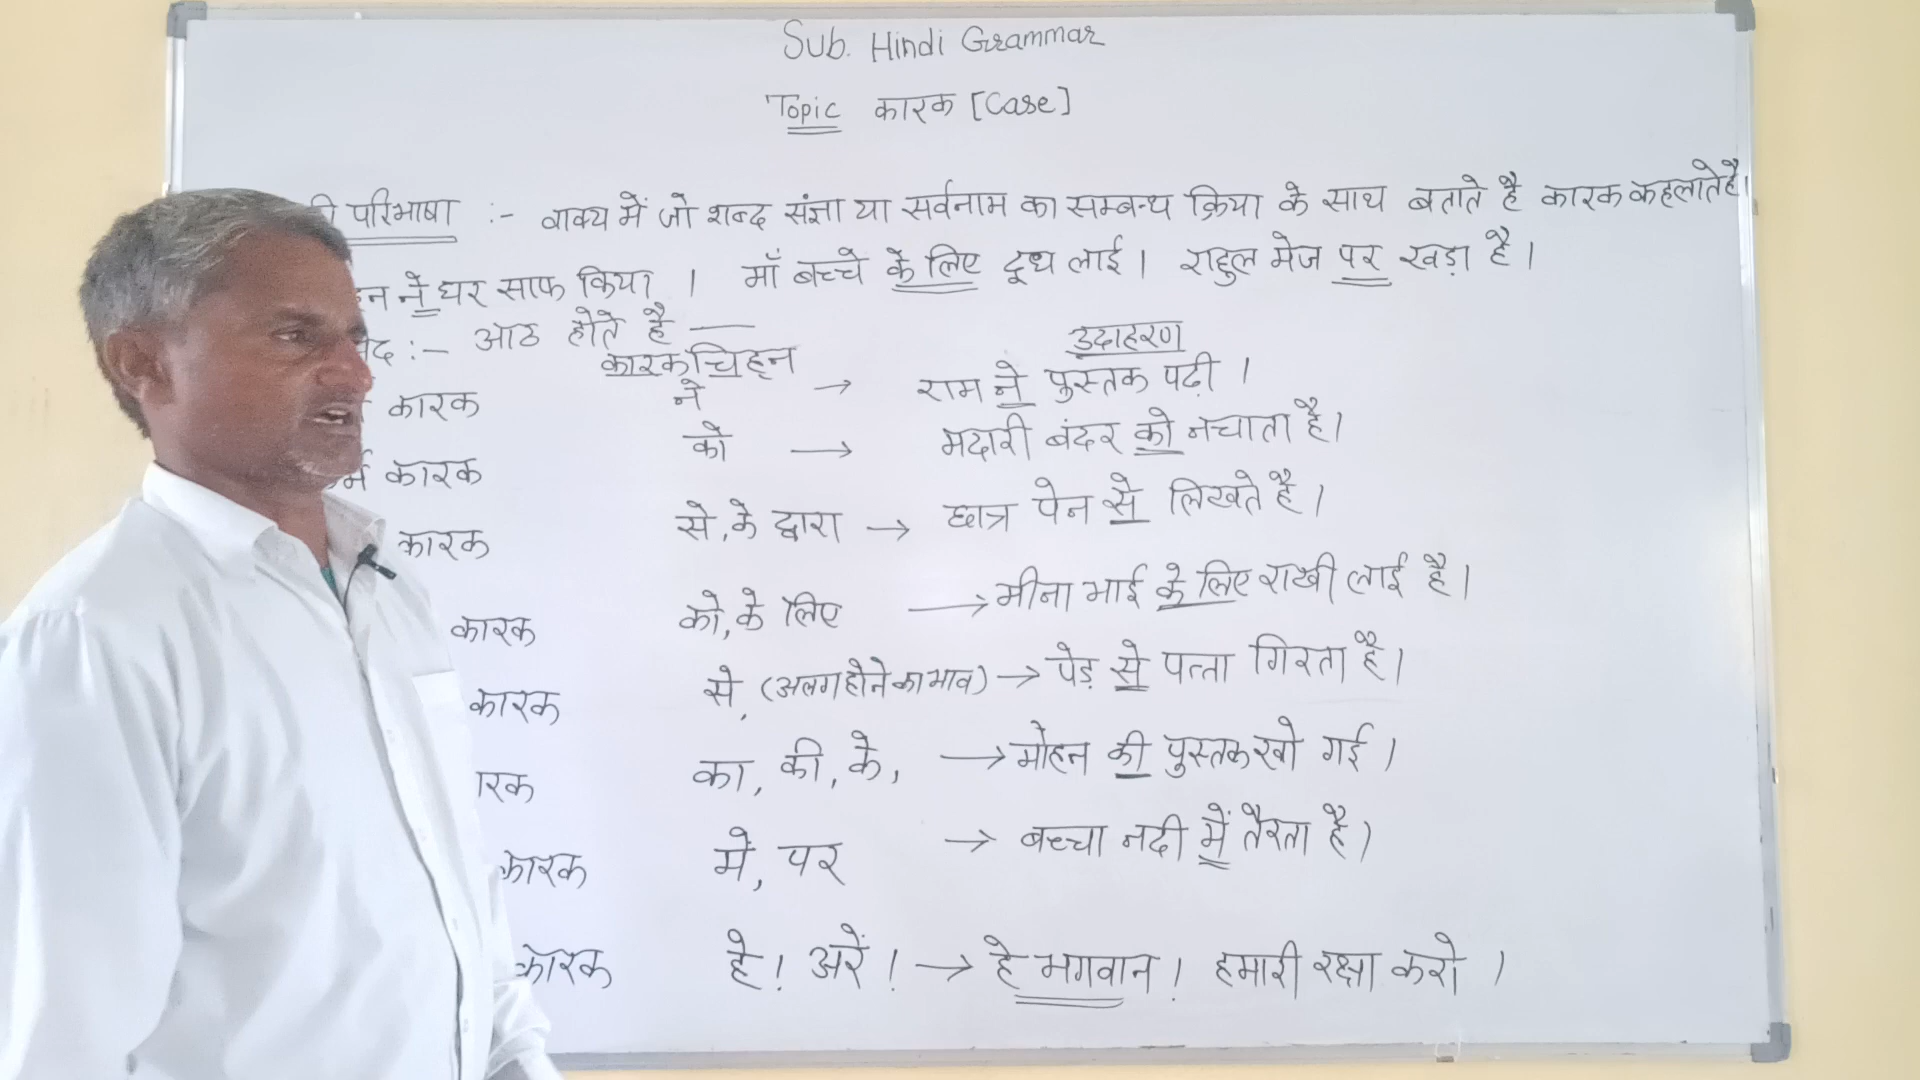 Sub. Hindi Grammar
Topic कारक [Case]
परिभाषा :- वाक्य में जो शब्द संज्ञा या सर्वनाम का सम्बन्ध क्रिया के साथ बताते है कारक कहलाते है।
ने घर साफ किया । माँ बच्चे के लिए दूध लाई । राहुल मेज पर खड़ा है ।
:- आठ होते है —
कारक चिह्न उदाहरण
कारक ने → राम ने पुस्तक पढ़ी ।
कारक को → मदारी बंदर को नचाता है।
कारक से, के द्वारा → छात्र पेन से लिखते है ।
कारक को, के लिए → मीना भाई के लिए राखी लाई है ।
कारक से, (अलग होने का भाव) → पेड़ से पत्ता गिरता है।
का, की, के, → मोहन की पुस्तक खो गई ।
कारक में, पर → बच्चा नदी में तैरता है ।
कारक हे ! अरें ! → हे भगवान ! हमारी रक्षा करो ।